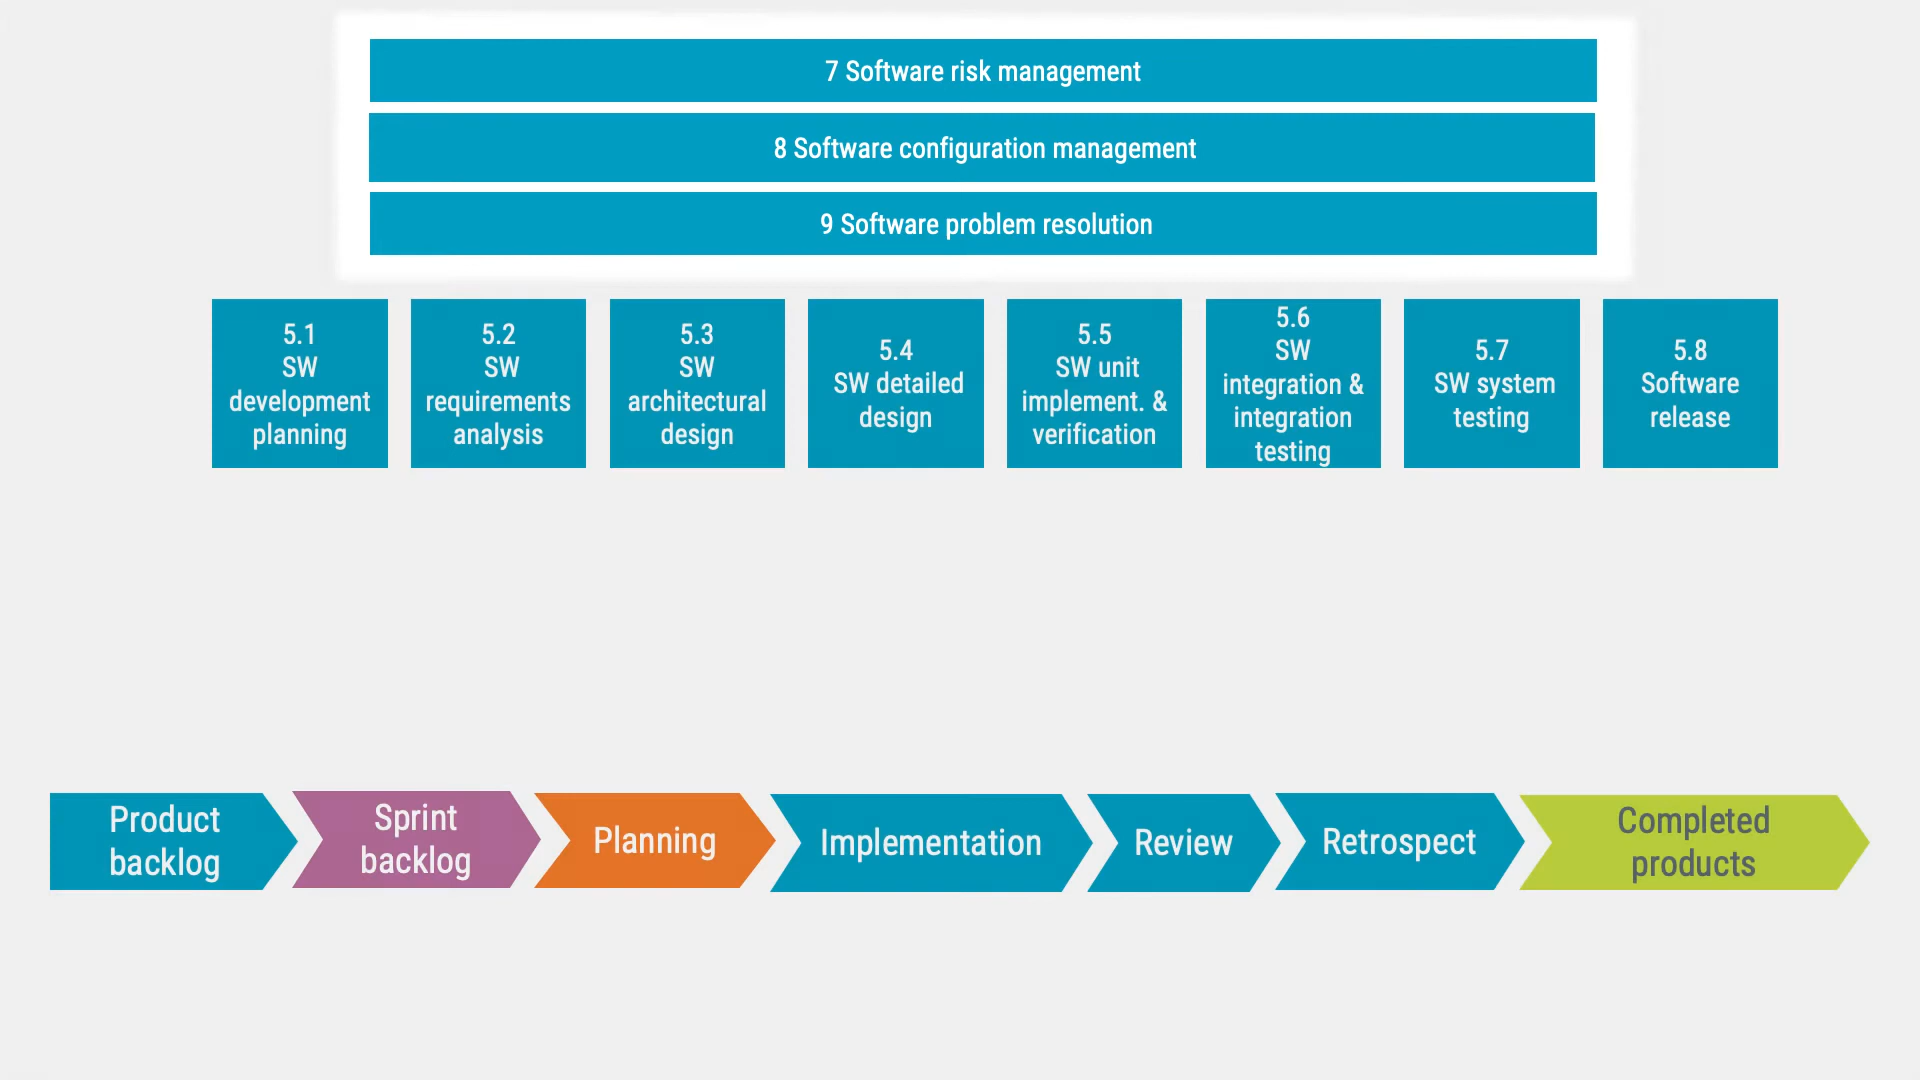 7 Software risk management
8 Software configuration management
9 Software problem resolution
5.1
SW
development
planning
5.2
SW
requirements
analysis
5.3
SW
architectural
design
5.4
SW detailed
design
5.5
SW unit
implement. &
verification
5.6
SW
integration &
integration
testing
5.7
SW system
testing
5.8
Software
release
Product
backlog
Sprint
backlog
Planning
Implementation
Review
Retrospect
Completed
products